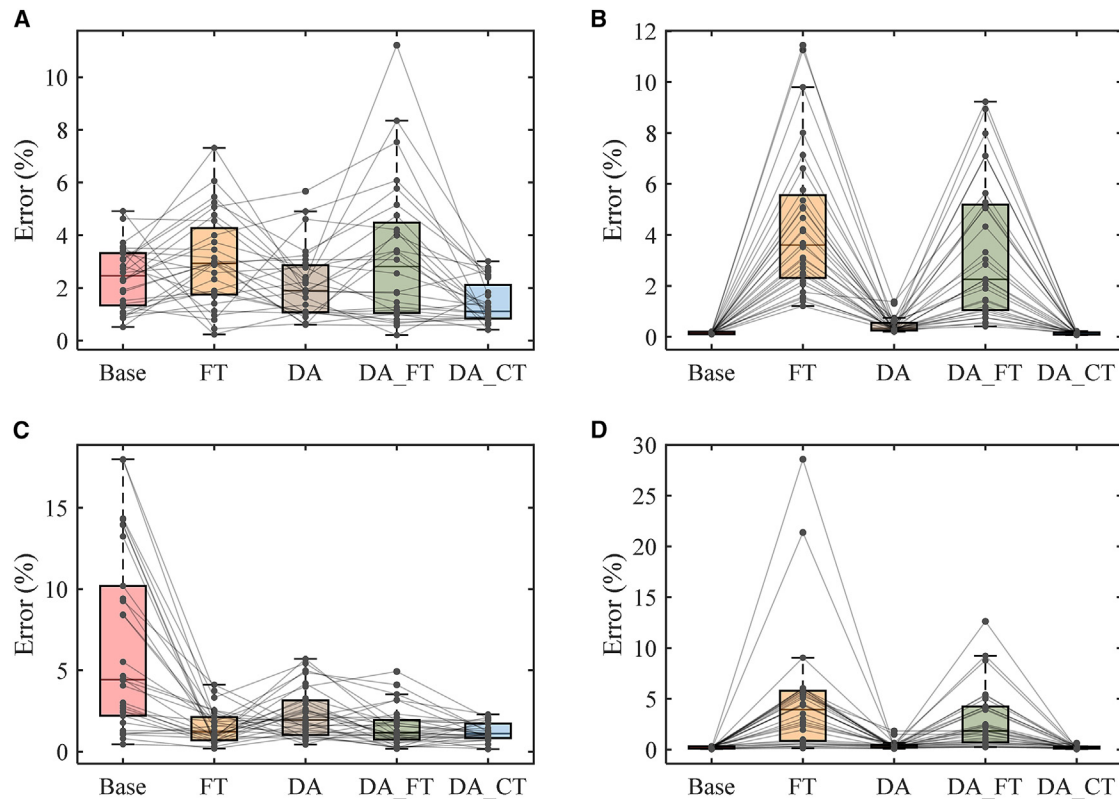 A
Error (%)
10
8
6
4
2
0
Base FT DA DA_FT DA_CT
B
Error (%)
12
10
8
6
4
2
0
Base FT DA DA_FT DA_CT
C
Error (%)
15
10
5
0
Base FT DA DA_FT DA_CT
D
Error (%)
30
25
20
15
10
5
0
Base FT DA DA_FT DA_CT